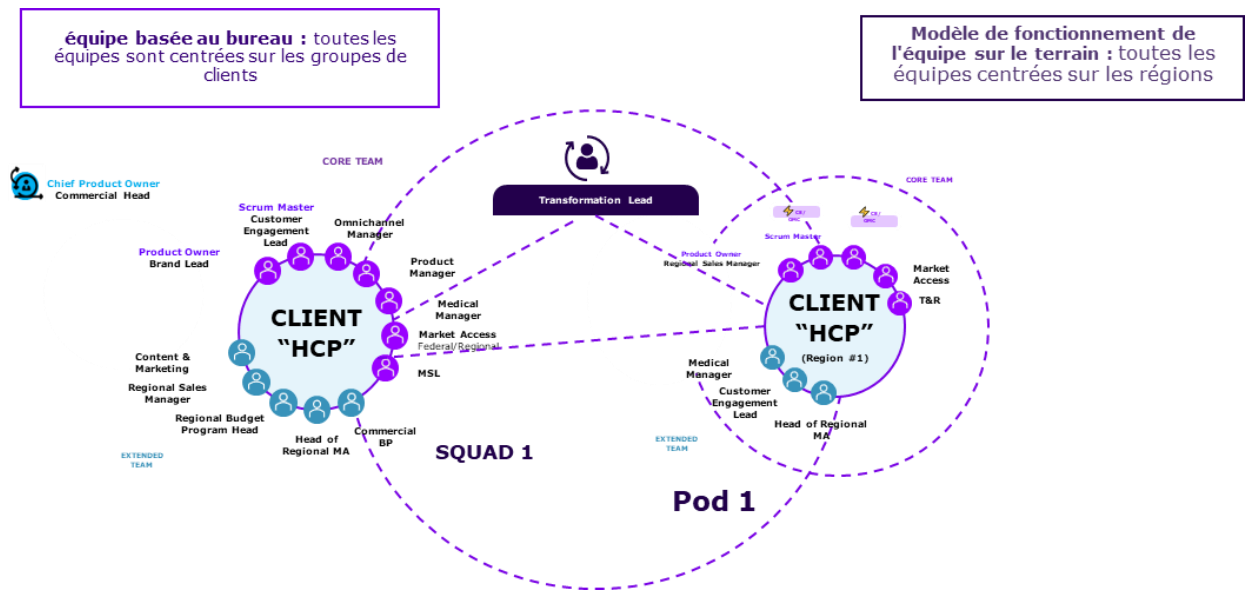 équipe basée au bureau : toutes les
équipes sont centrées sur les groupes de
clients
Modèle de fonctionnement de
l'équipe sur le terrain : toutes les
équipes centrées sur les régions
CORE TEAM
Chief Product Owner
Commercial Head
Transformation Lead
CORE TEAM
Scrum Master
Customer
Engagement
Lead
Omnichannel
Manager
Product Owner
Brand Lead
Product
Manager
Medical
Manager
Market Access
Federal/Regional
MSL
CLIENT
“HCP”
Content &
Marketing
Regional Sales
Manager
Regional Budget
Program Head
Head of
Regional MA
Commercial
BP
EXTENDED
TEAM
SQUAD 1
CR/
OMC
CR/
OMC
Scrum Master
Product Owner
Regional Sales Manager
Market
Access
T&R
CLIENT
“HCP”
(Region #1)
Medical
Manager
Customer
Engagement
Lead
Head of Regional
MA
EXTENDED
TEAM
Pod 1